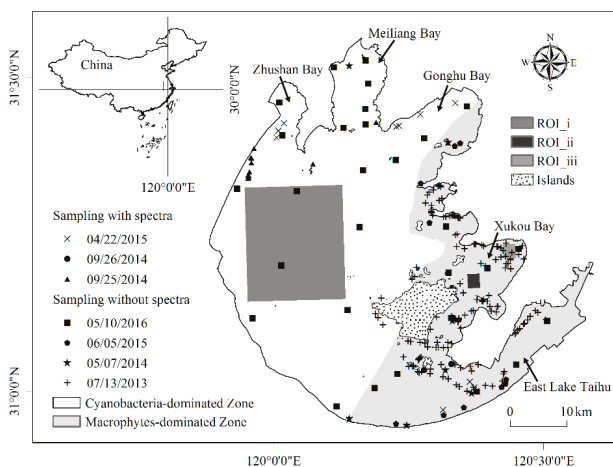 Meiliang Bay
China
Zhushan Bay
Gonghu Bay
N
W
E
S
31°30'0"N
30°0'0"N
120°0'0"E
ROI_i
ROI_ii
ROI_iii
Islands
Sampling with spectra
04/22/2015
09/26/2014
09/25/2014
Xukou Bay
Sampling without spectra
05/10/2016
06/05/2015
05/07/2014
07/13/2013
Cyanobacteria-dominated Zone
Macrophytes-dominated Zone
31°0'0"N
East Lake Taihu
0 10 km
120°0'0"E
120°30'0"E